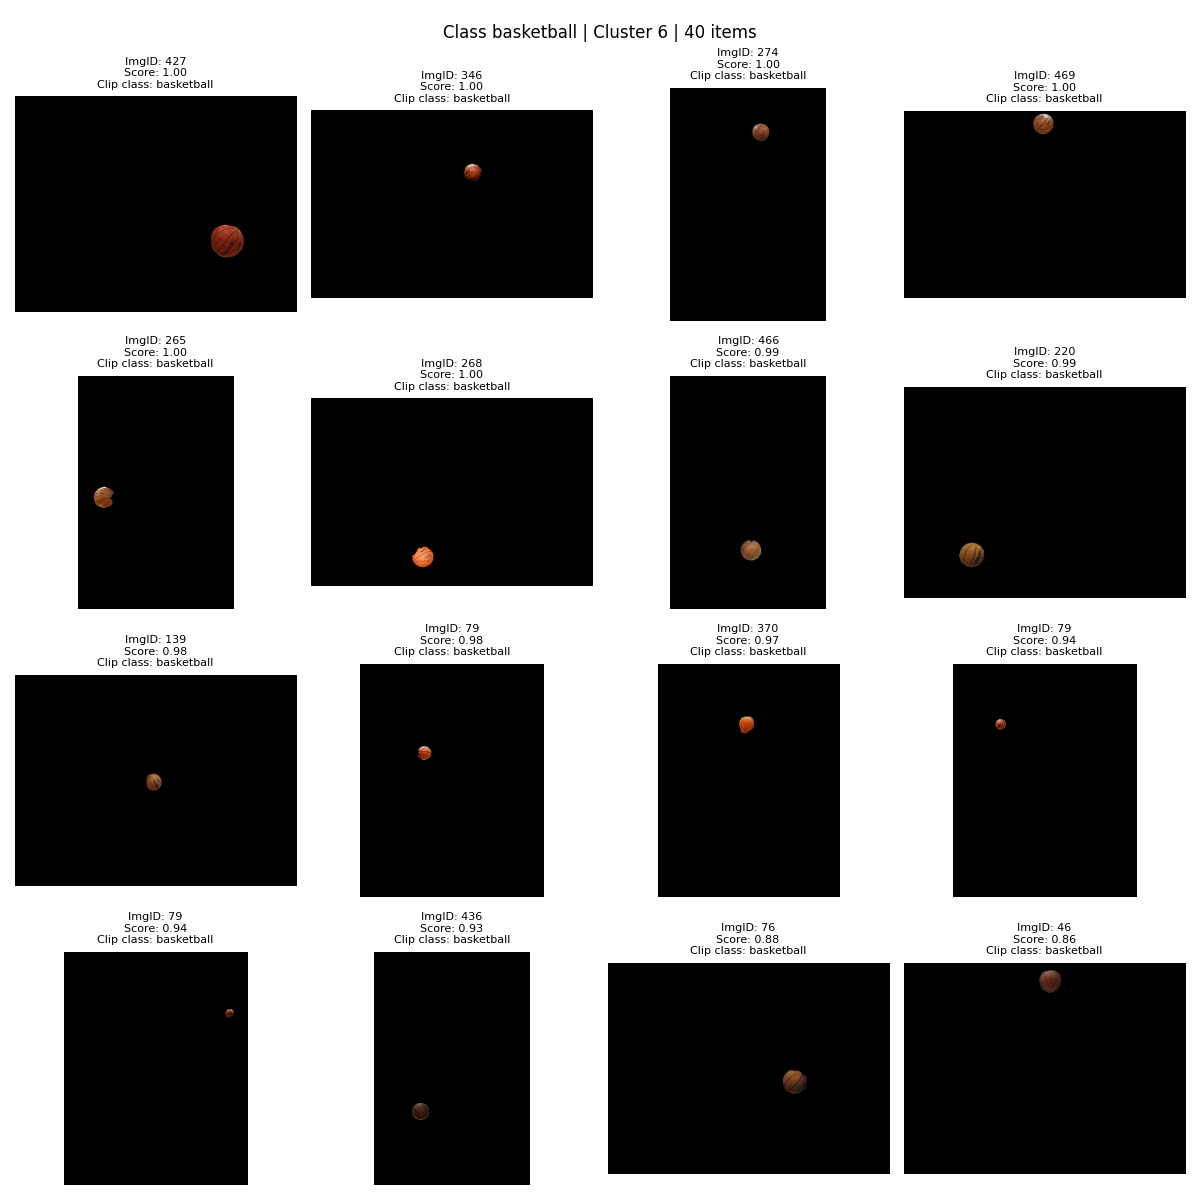 Class basketball | Cluster 6 | 40 items
ImgID: 427
Score: 1.00
Clip class: basketball
ImgID: 346
Score: 1.00
Clip class: basketball
ImgID: 274
Score: 1.00
Clip class: basketball
ImgID: 469
Score: 1.00
Clip class: basketball
ImgID: 265
Score: 1.00
Clip class: basketball
ImgID: 268
Score: 1.00
Clip class: basketball
ImgID: 466
Score: 0.99
Clip class: basketball
ImgID: 220
Score: 0.99
Clip class: basketball
ImgID: 139
Score: 0.98
Clip class: basketball
ImgID: 79
Score: 0.98
Clip class: basketball
ImgID: 370
Score: 0.97
Clip class: basketball
ImgID: 79
Score: 0.94
Clip class: basketball
ImgID: 79
Score: 0.94
Clip class: basketball
ImgID: 436
Score: 0.93
Clip class: basketball
ImgID: 76
Score: 0.88
Clip class: basketball
ImgID: 46
Score: 0.86
Clip class: basketball